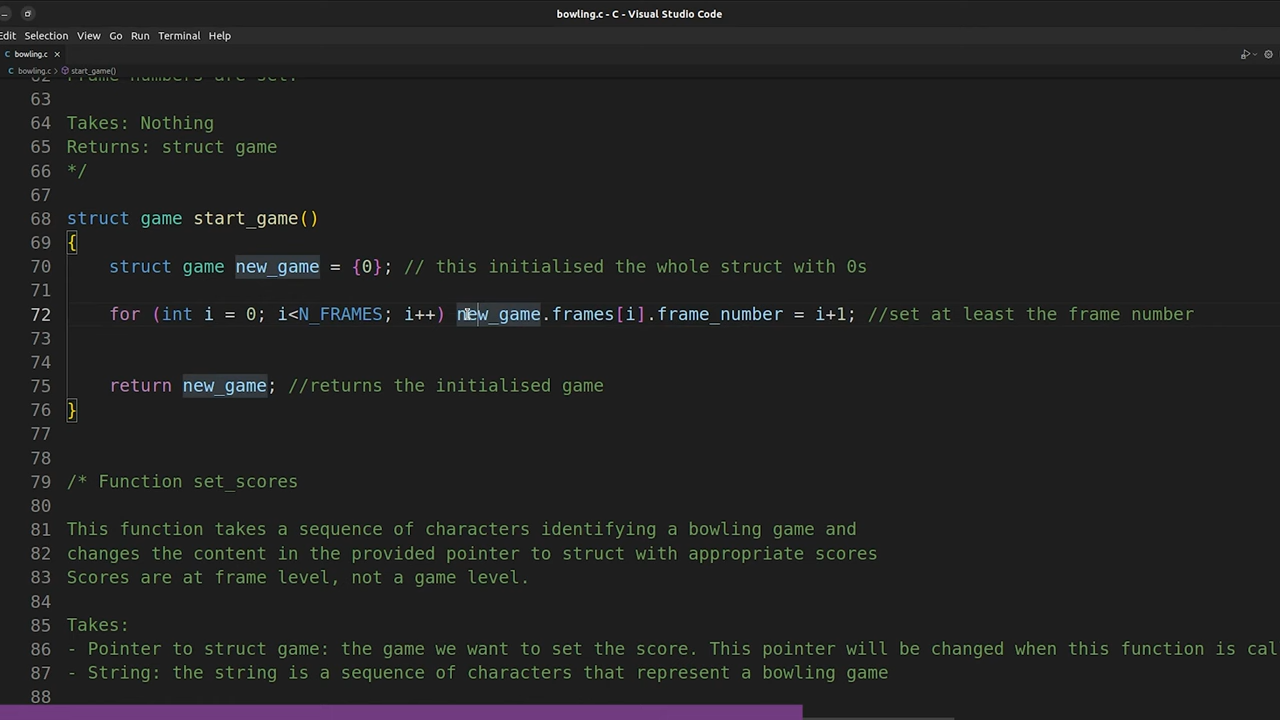 bowling.c - C - Visual Studio Code
Edit Selection View Go Run Terminal Help
bowling.c
bowling.c > start_game()
62 Frame numbers are set.
63
64 Takes: Nothing
65 Returns: struct game
66 */
67
68 struct game start_game()
69 {
70 struct game new_game = {0}; // this initialised the whole struct with 0s
71
72 for (int i = 0; i<N_FRAMES; i++) new_game.frames[i].frame_number = i+1; //set at least the frame number
73
74
75 return new_game; //returns the initialised game
76 }
77
78
79 /* Function set_scores
80
81 This function takes a sequence of characters identifying a bowling game and
82 changes the content in the provided pointer to struct with appropriate scores
83 Scores are at frame level, not a game level.
84
85 Takes:
86 - Pointer to struct game: the game we want to set the score. This pointer will be changed when this function is cal
87 - String: the string is a sequence of characters that represent a bowling game
88